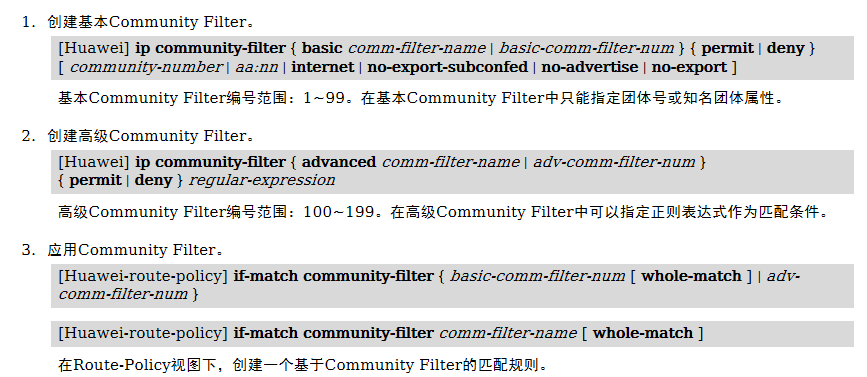 1. 创建基本Community Filter。
[Huawei] ip community-filter { basic comm-filter-name | basic-comm-filter-num } { permit | deny }
[ community-number | aa:nn | internet | no-export-subconfed | no-advertise | no-export ]
基本Community Filter编号范围：1~99。在基本Community Filter中只能指定团体号或知名团体属性。
2. 创建高级Community Filter。
[Huawei] ip community-filter { advanced comm-filter-name | adv-comm-filter-num }
{ permit | deny } regular-expression
高级Community Filter编号范围：100~199。在高级Community Filter中可以指定正则表达式作为匹配条件。
3. 应用Community Filter。
[Huawei-route-policy] if-match community-filter { basic-comm-filter-num [ whole-match ] | adv-
comm-filter-num }
[Huawei-route-policy] if-match community-filter comm-filter-name [ whole-match ]
在Route-Policy视图下，创建一个基于Community Filter的匹配规则。